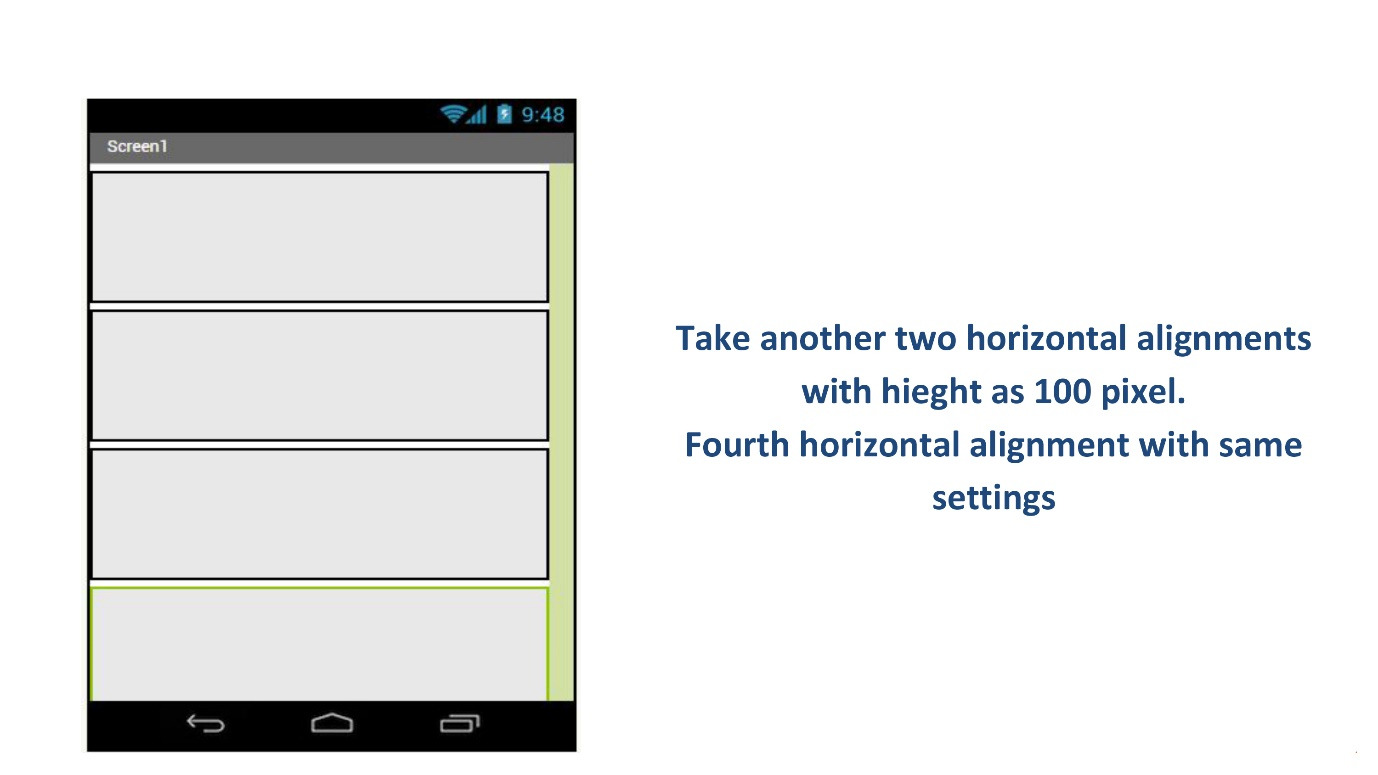 9:48
Screen1
Take another two horizontal alignments
with hieght as 100 pixel.
Fourth horizontal alignment with same
settings